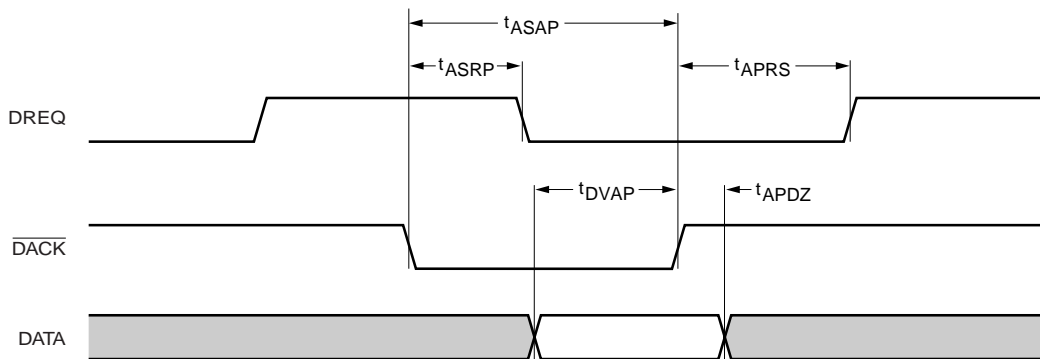 tASAP
tASRP
tAPRS
DREQ
tDVAP
tAPDZ
DACK
DATA